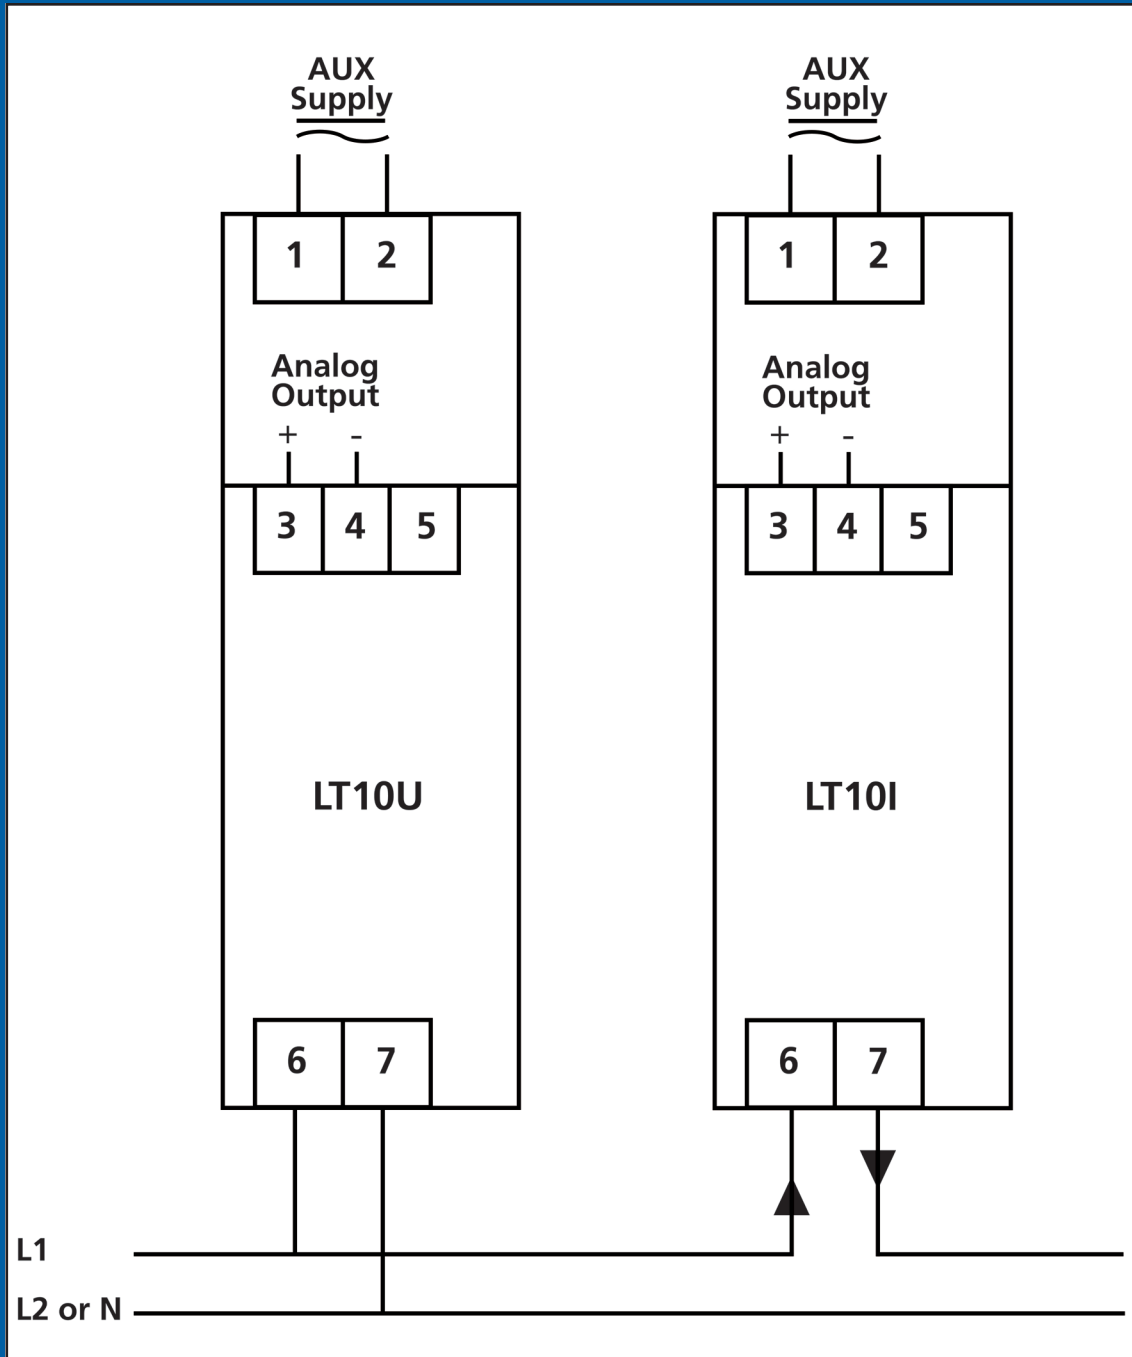 AUX
Supply
1 2
Analog
Output
+ -
3 4 5
LT10U
6 7
AUX
Supply
1 2
Analog
Output
+ -
3 4 5
LT10I
6 7
L1
L2 or N